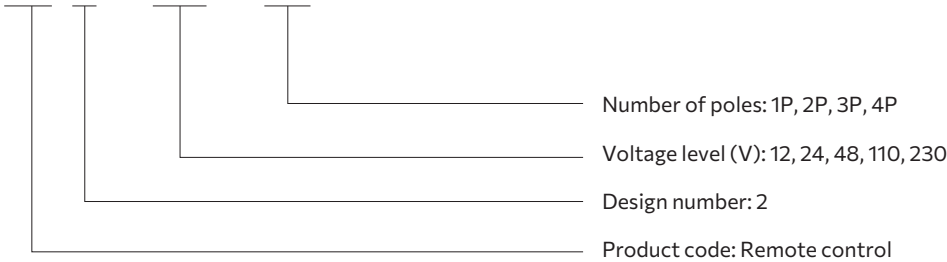 Number of poles: 1P, 2P, 3P, 4P
Voltage level (V): 12, 24, 48, 110, 230
Design number: 2
Product code: Remote control